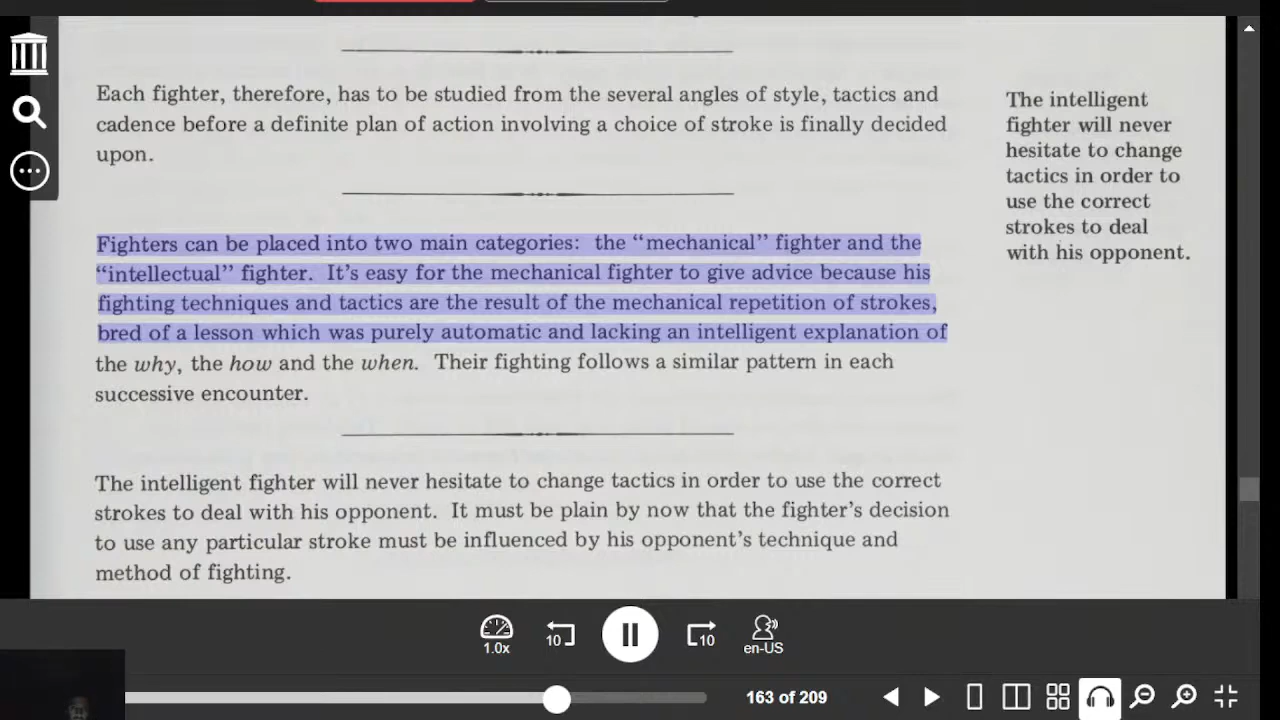 Each fighter, therefore, has to be studied from the several angles of style, tactics and
cadence before a definite plan of action involving a choice of stroke is finally decided
upon.
Fighters can be placed into two main categories:  the “mechanical” fighter and the
“intellectual” fighter.  It’s easy for the mechanical fighter to give advice because his
fighting techniques and tactics are the result of the mechanical repetition of strokes,
bred of a lesson which was purely automatic and lacking an intelligent explanation of
the why, the how and the when.  Their fighting follows a similar pattern in each
successive encounter.
The intelligent fighter will never hesitate to change tactics in order to use the correct
strokes to deal with his opponent.  It must be plain by now that the fighter’s decision
to use any particular stroke must be influenced by his opponent’s technique and
method of fighting.
The intelligent
fighter will never
hesitate to change
tactics in order to
use the correct
strokes to deal
with his opponent.
1.0x
10
10
en-US
163 of 209